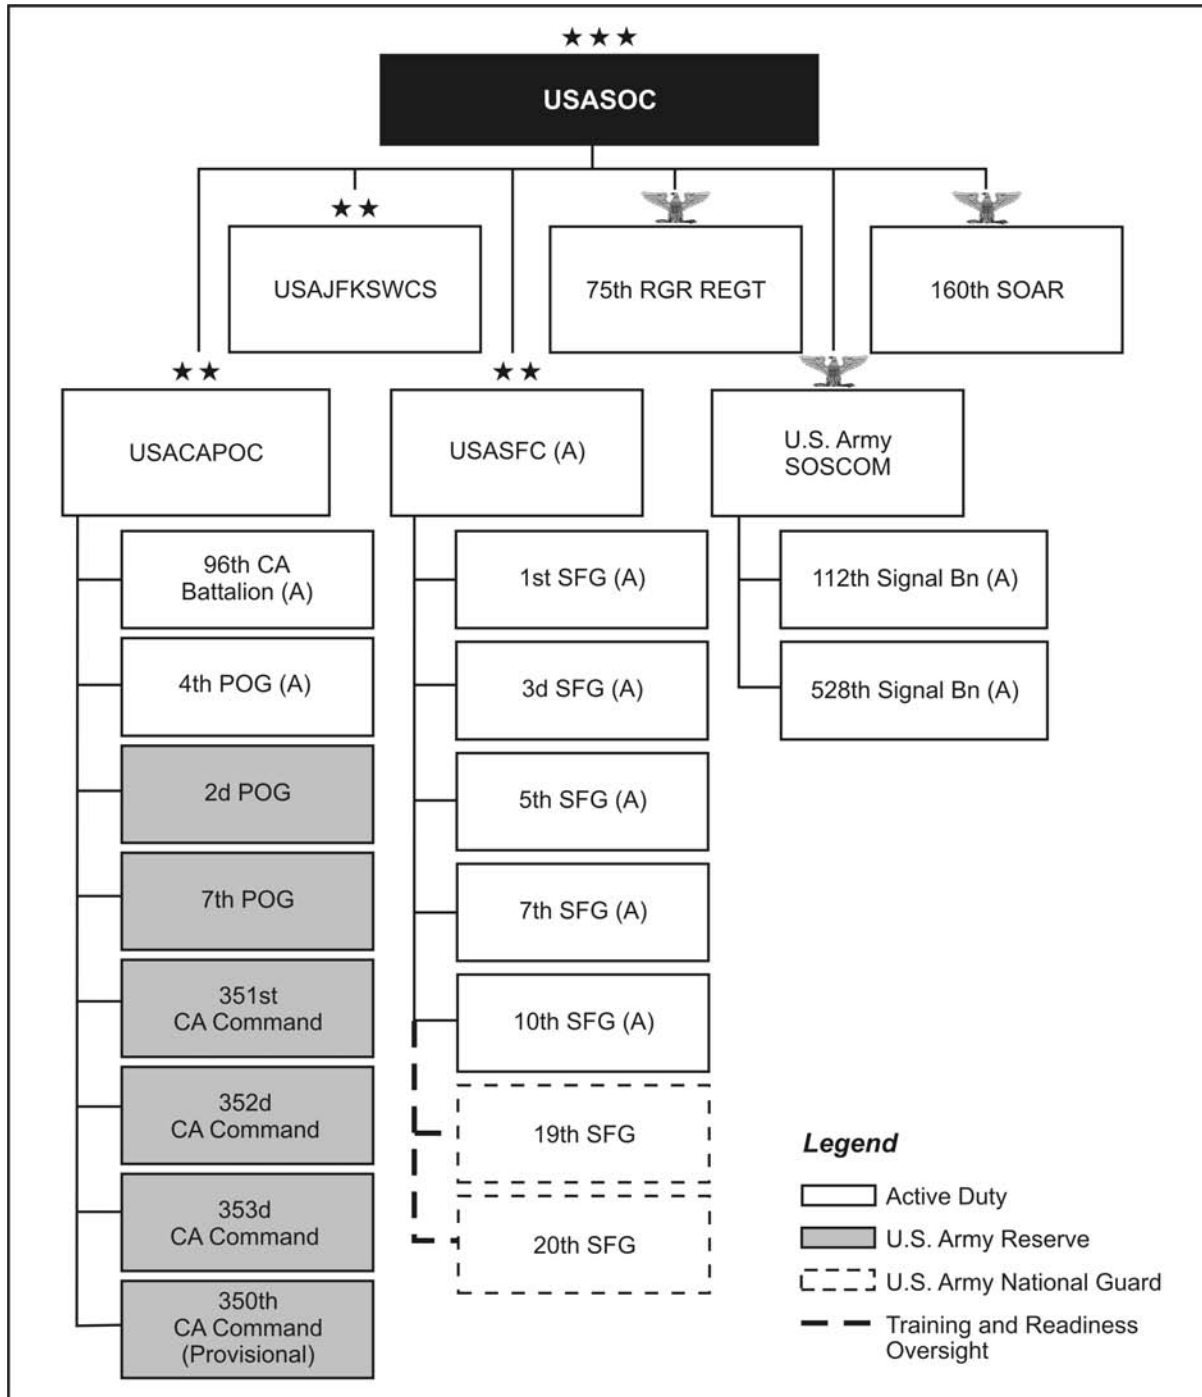 USASOC
USAJFKSWCS
75th RGR REGT
160th SOAR
USACAPOC
USASFC (A)
U.S. Army
SOSCOM
96th CA
Battalion (A)
4th POG (A)
2d POG
7th POG
351st
CA Command
352d
CA Command
353d
CA Command
350th
CA Command
(Provisional)
1st SFG (A)
3d SFG (A)
5th SFG (A)
7th SFG (A)
10th SFG (A)
19th SFG
20th SFG
112th Signal Bn (A)
528th Signal Bn (A)
Legend
Active Duty
U.S. Army Reserve
U.S. Army National Guard
Training and Readiness
Oversight